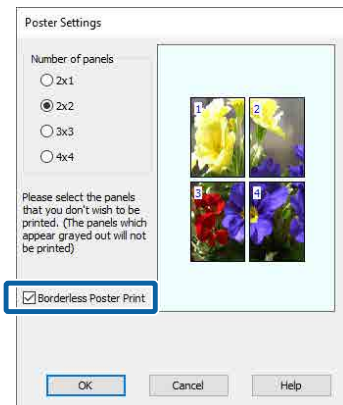 Poster Settings
Number of panels
2x1
2x2
3x3
4x4
Please select the panels
that you don't wish to be
printed. (The panels which
appear grayed out will not
be printed)
Borderless Poster Print
1
2
3
4
OK
Cancel
Help